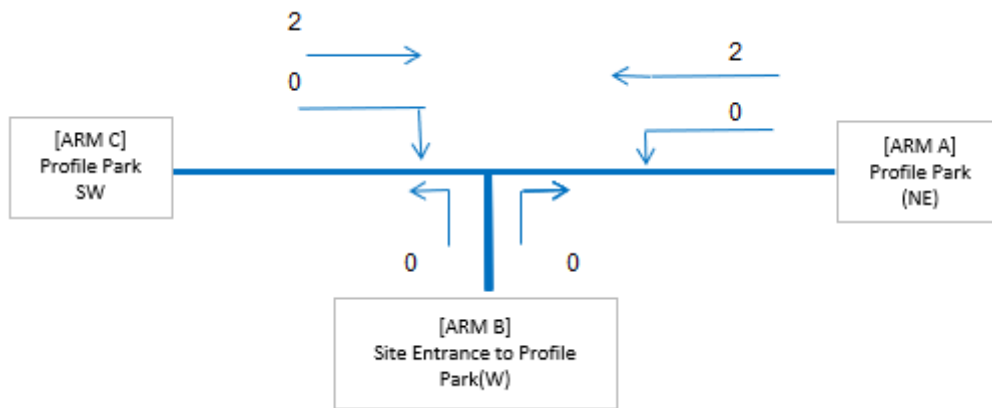 2
2
0
0
[ARM C]
Profile Park
SW
[ARM A]
Profile Park
(NE)
0
0
[ARM B]
Site Entrance to Profile
Park(W)